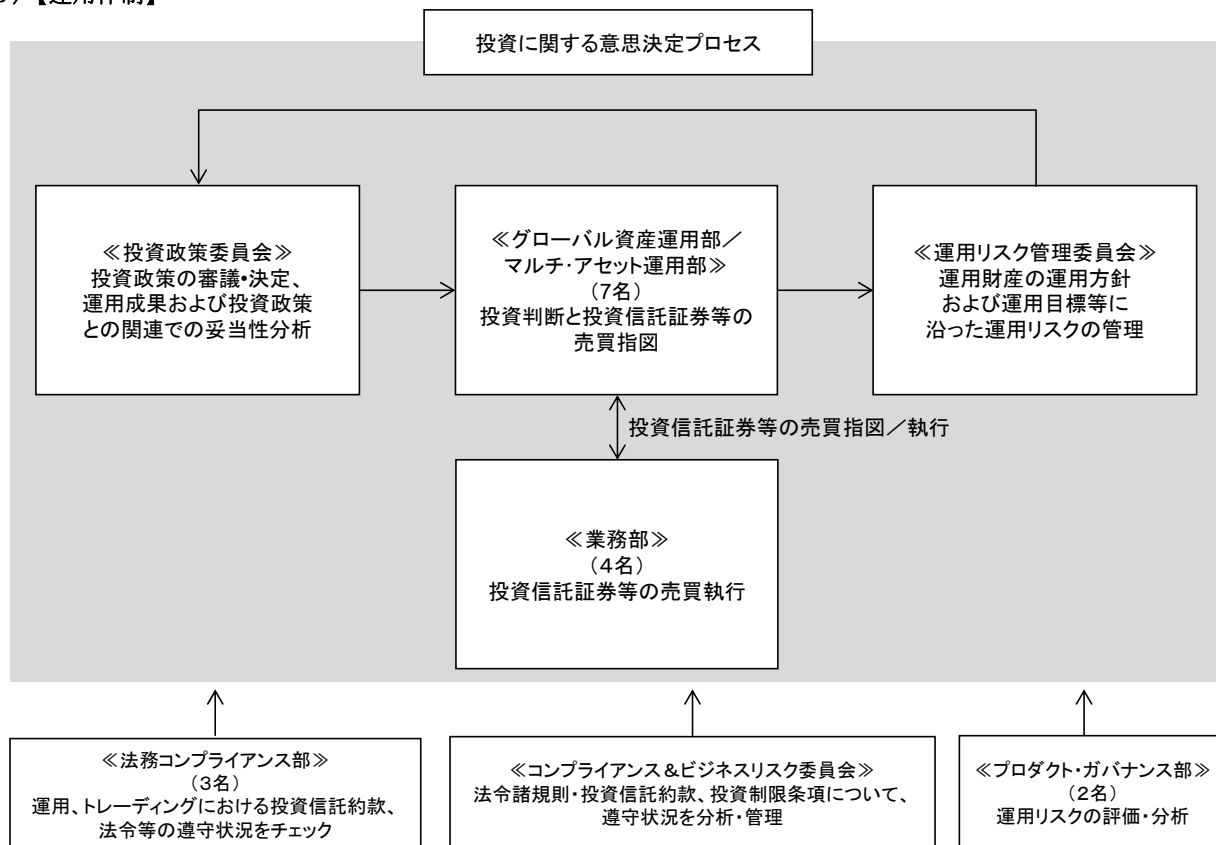 【運用体制】
投資に関する意思決定プロセス
≪投資政策委員会≫
投資政策の審議・決定、
運用成果および投資政策
との関連での妥当性分析
≪グローバル資産運用部／
マルチ・アセット運用部≫
（7名）
投資判断と投資信託証券等の
売買指図
≪運用リスク管理委員会≫
運用財産の運用方針
および運用目標等に
沿った運用リスクの管理
投資信託証券等の売買指図／執行
≪業務部≫
（4名）
投資信託証券等の売買執行
≪法務コンプライアンス部≫
（3名）
運用、トレーディングにおける投資信託約款、
法令等の遵守状況をチェック
≪コンプライアンス＆ビジネスリスク委員会≫
法令諸規則・投資信託約款、投資制限条項について、
遵守状況を分析・管理
≪プロダクト・ガバナンス部≫
（2名）
運用リスクの評価・分析